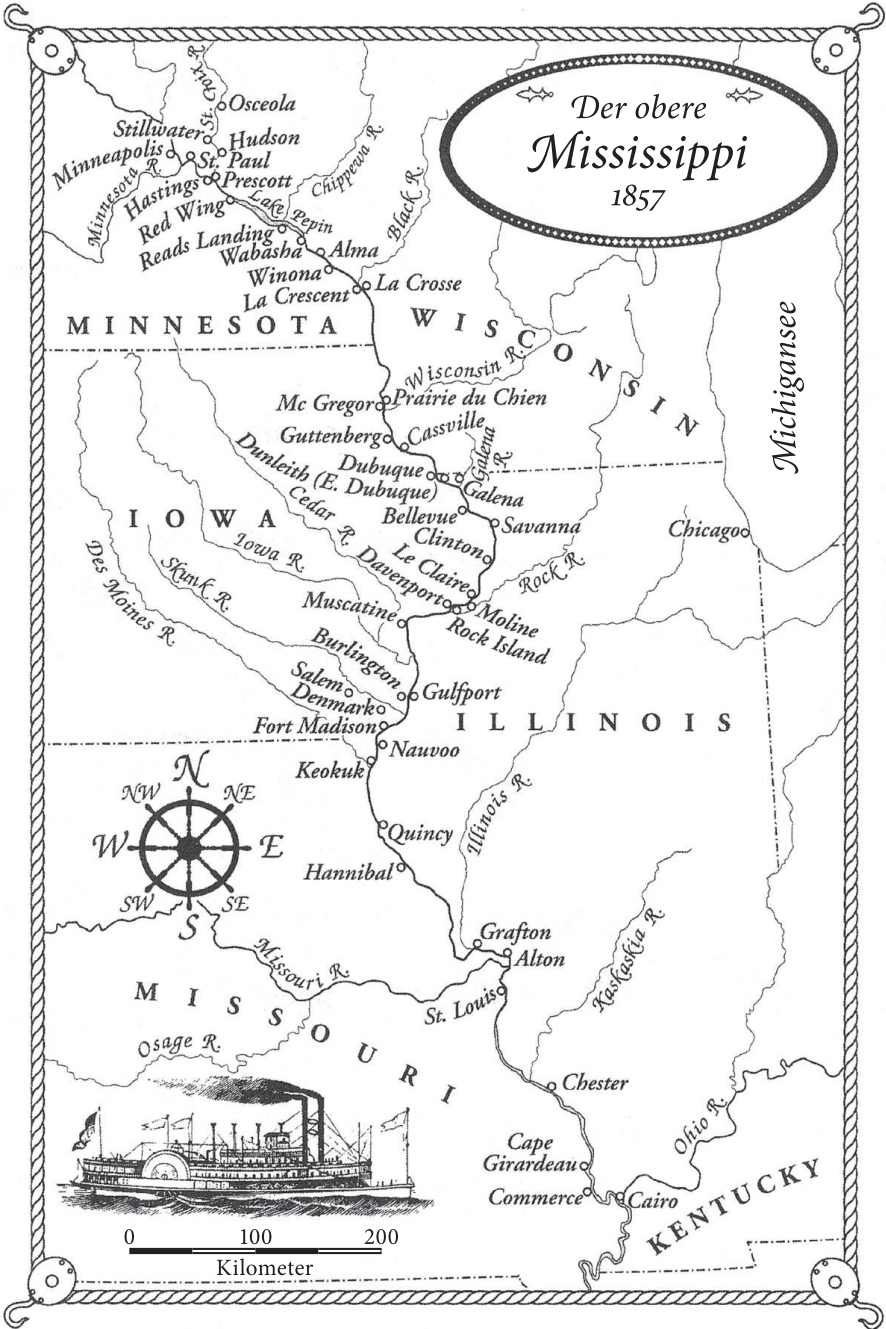 Der obere
Mississippi
1857
St. Croix R.
Osceola
Stillwater
Hudson
Minneapolis
St. Paul
Minnesota R.
Hastings
Prescott
Red Wing
Lake Pepin
Chippewa R.
Black R.
Reads Landing
Wabasha
Alma
Winona
La Crescent
La Crosse
MINNESOTA
WISCONSIN
Michigansee
Wisconsin R.
Mc Gregor
Prairie du Chien
Guttenberg
Cassville
Galena R.
Dubuque
Dunleith (E. Dubuque)
Galena
Cedar R.
Bellevue
Savanna
IOWA
Iowa R.
Clinton
Chicago
Le Claire
Rock R.
Des Moines R.
Skunk R.
Davenport
Moline
Muscatine
Rock Island
Burlington
Gulfport
Salem
Denmark
Fort Madison
ILLINOIS
Nauvoo
Keokuk
N
NW
NE
W
E
SW
SE
S
Illinois R.
Quincy
Hannibal
Grafton
Alton
Kaskaskia R.
Missouri R.
St. Louis
MISSOURI
Osage R.
Chester
Ohio R.
Cape
Girardeau
Commerce
Cairo
KENTUCKY
0 100 200
Kilometer